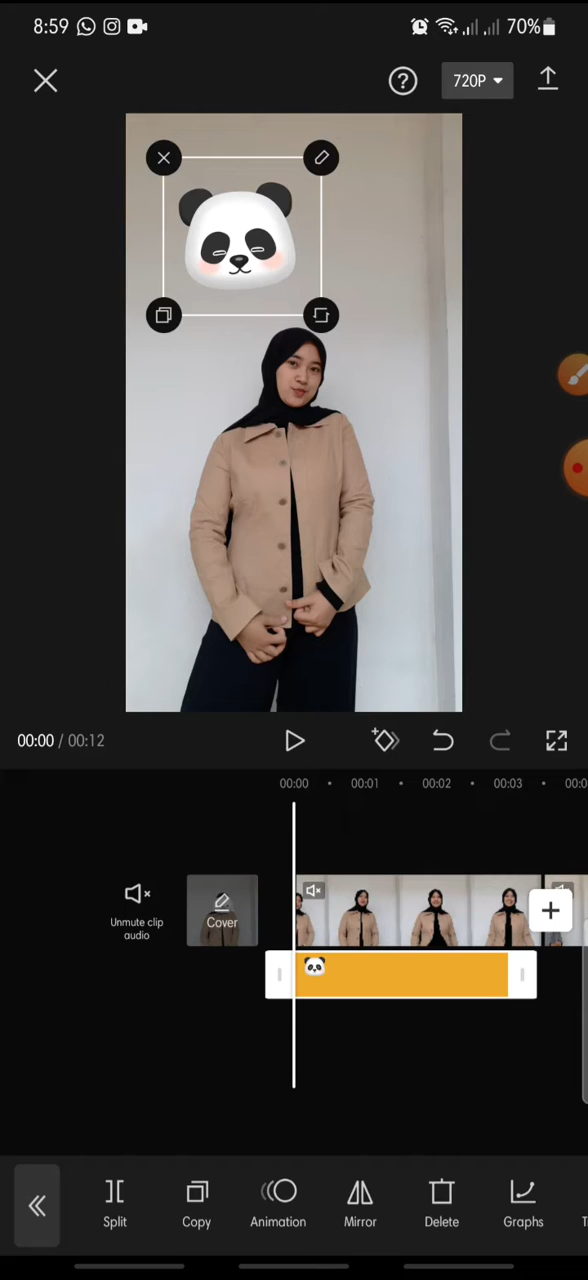 8:59
70%
720P
00:00 / 00:12
00:00 00:01 00:02 00:03
Unmute clip
audio
Cover
Split Copy Animation Mirror Delete Graphs